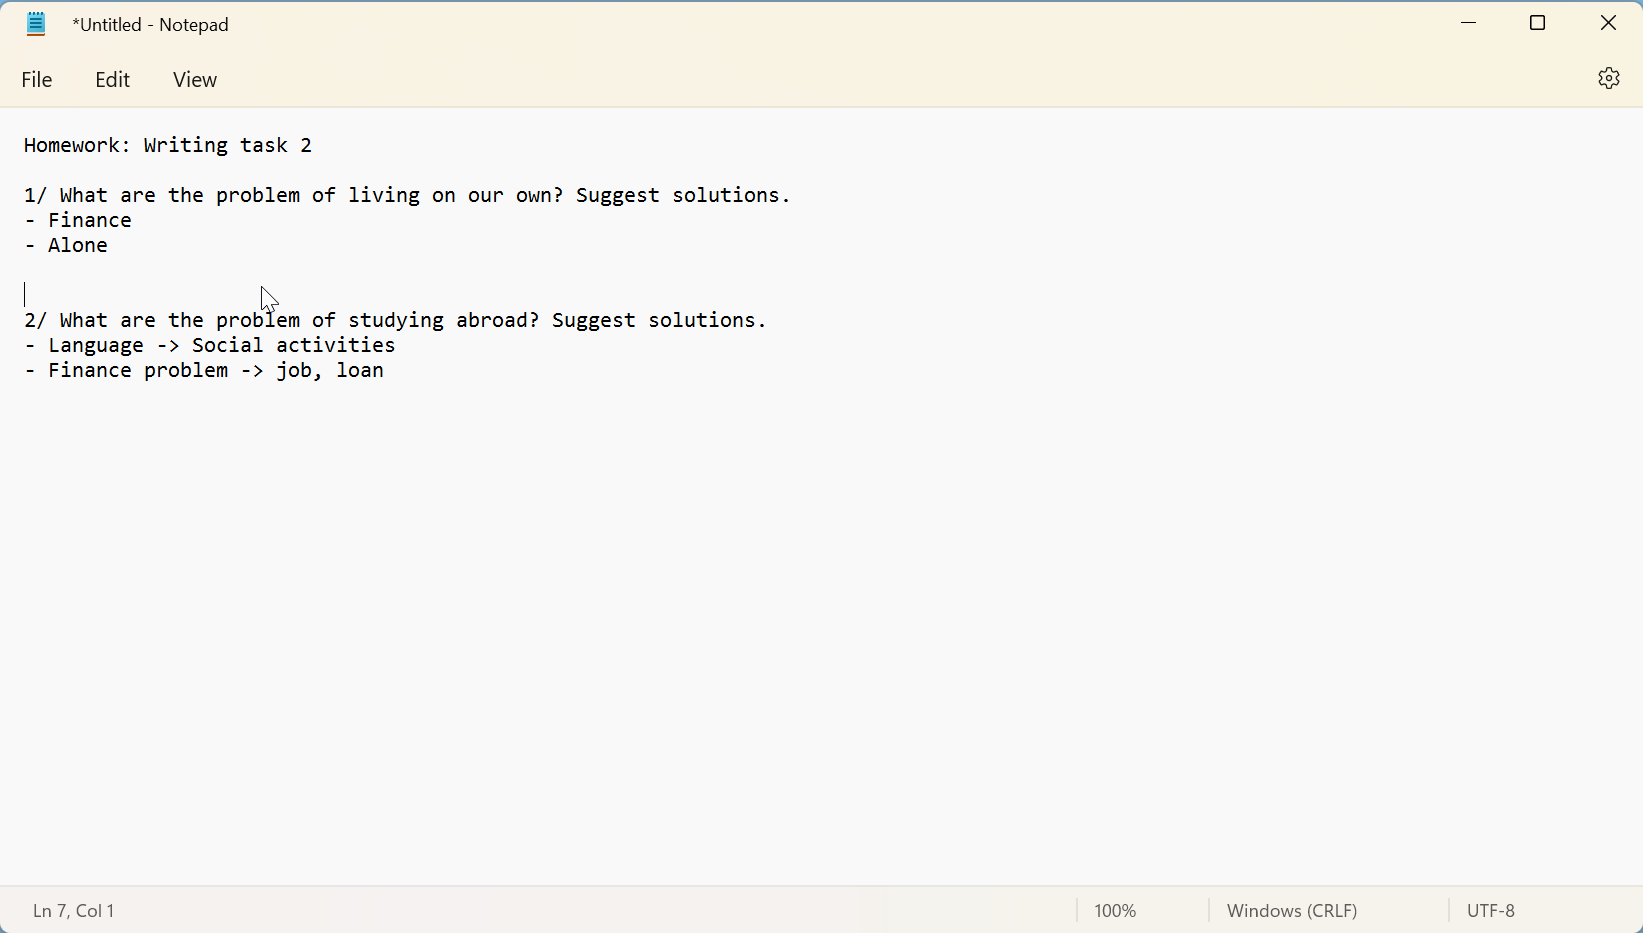 *Untitled - Notepad
File Edit View
Homework: Writing task 2
1/ What are the problem of living on our own? Suggest solutions.
- Finance
- Alone
2/ What are the problem of studying abroad? Suggest solutions.
- Language -> Social activities
- Finance problem -> job, loan
Ln 7, Col 1 100% Windows (CRLF) UTF-8